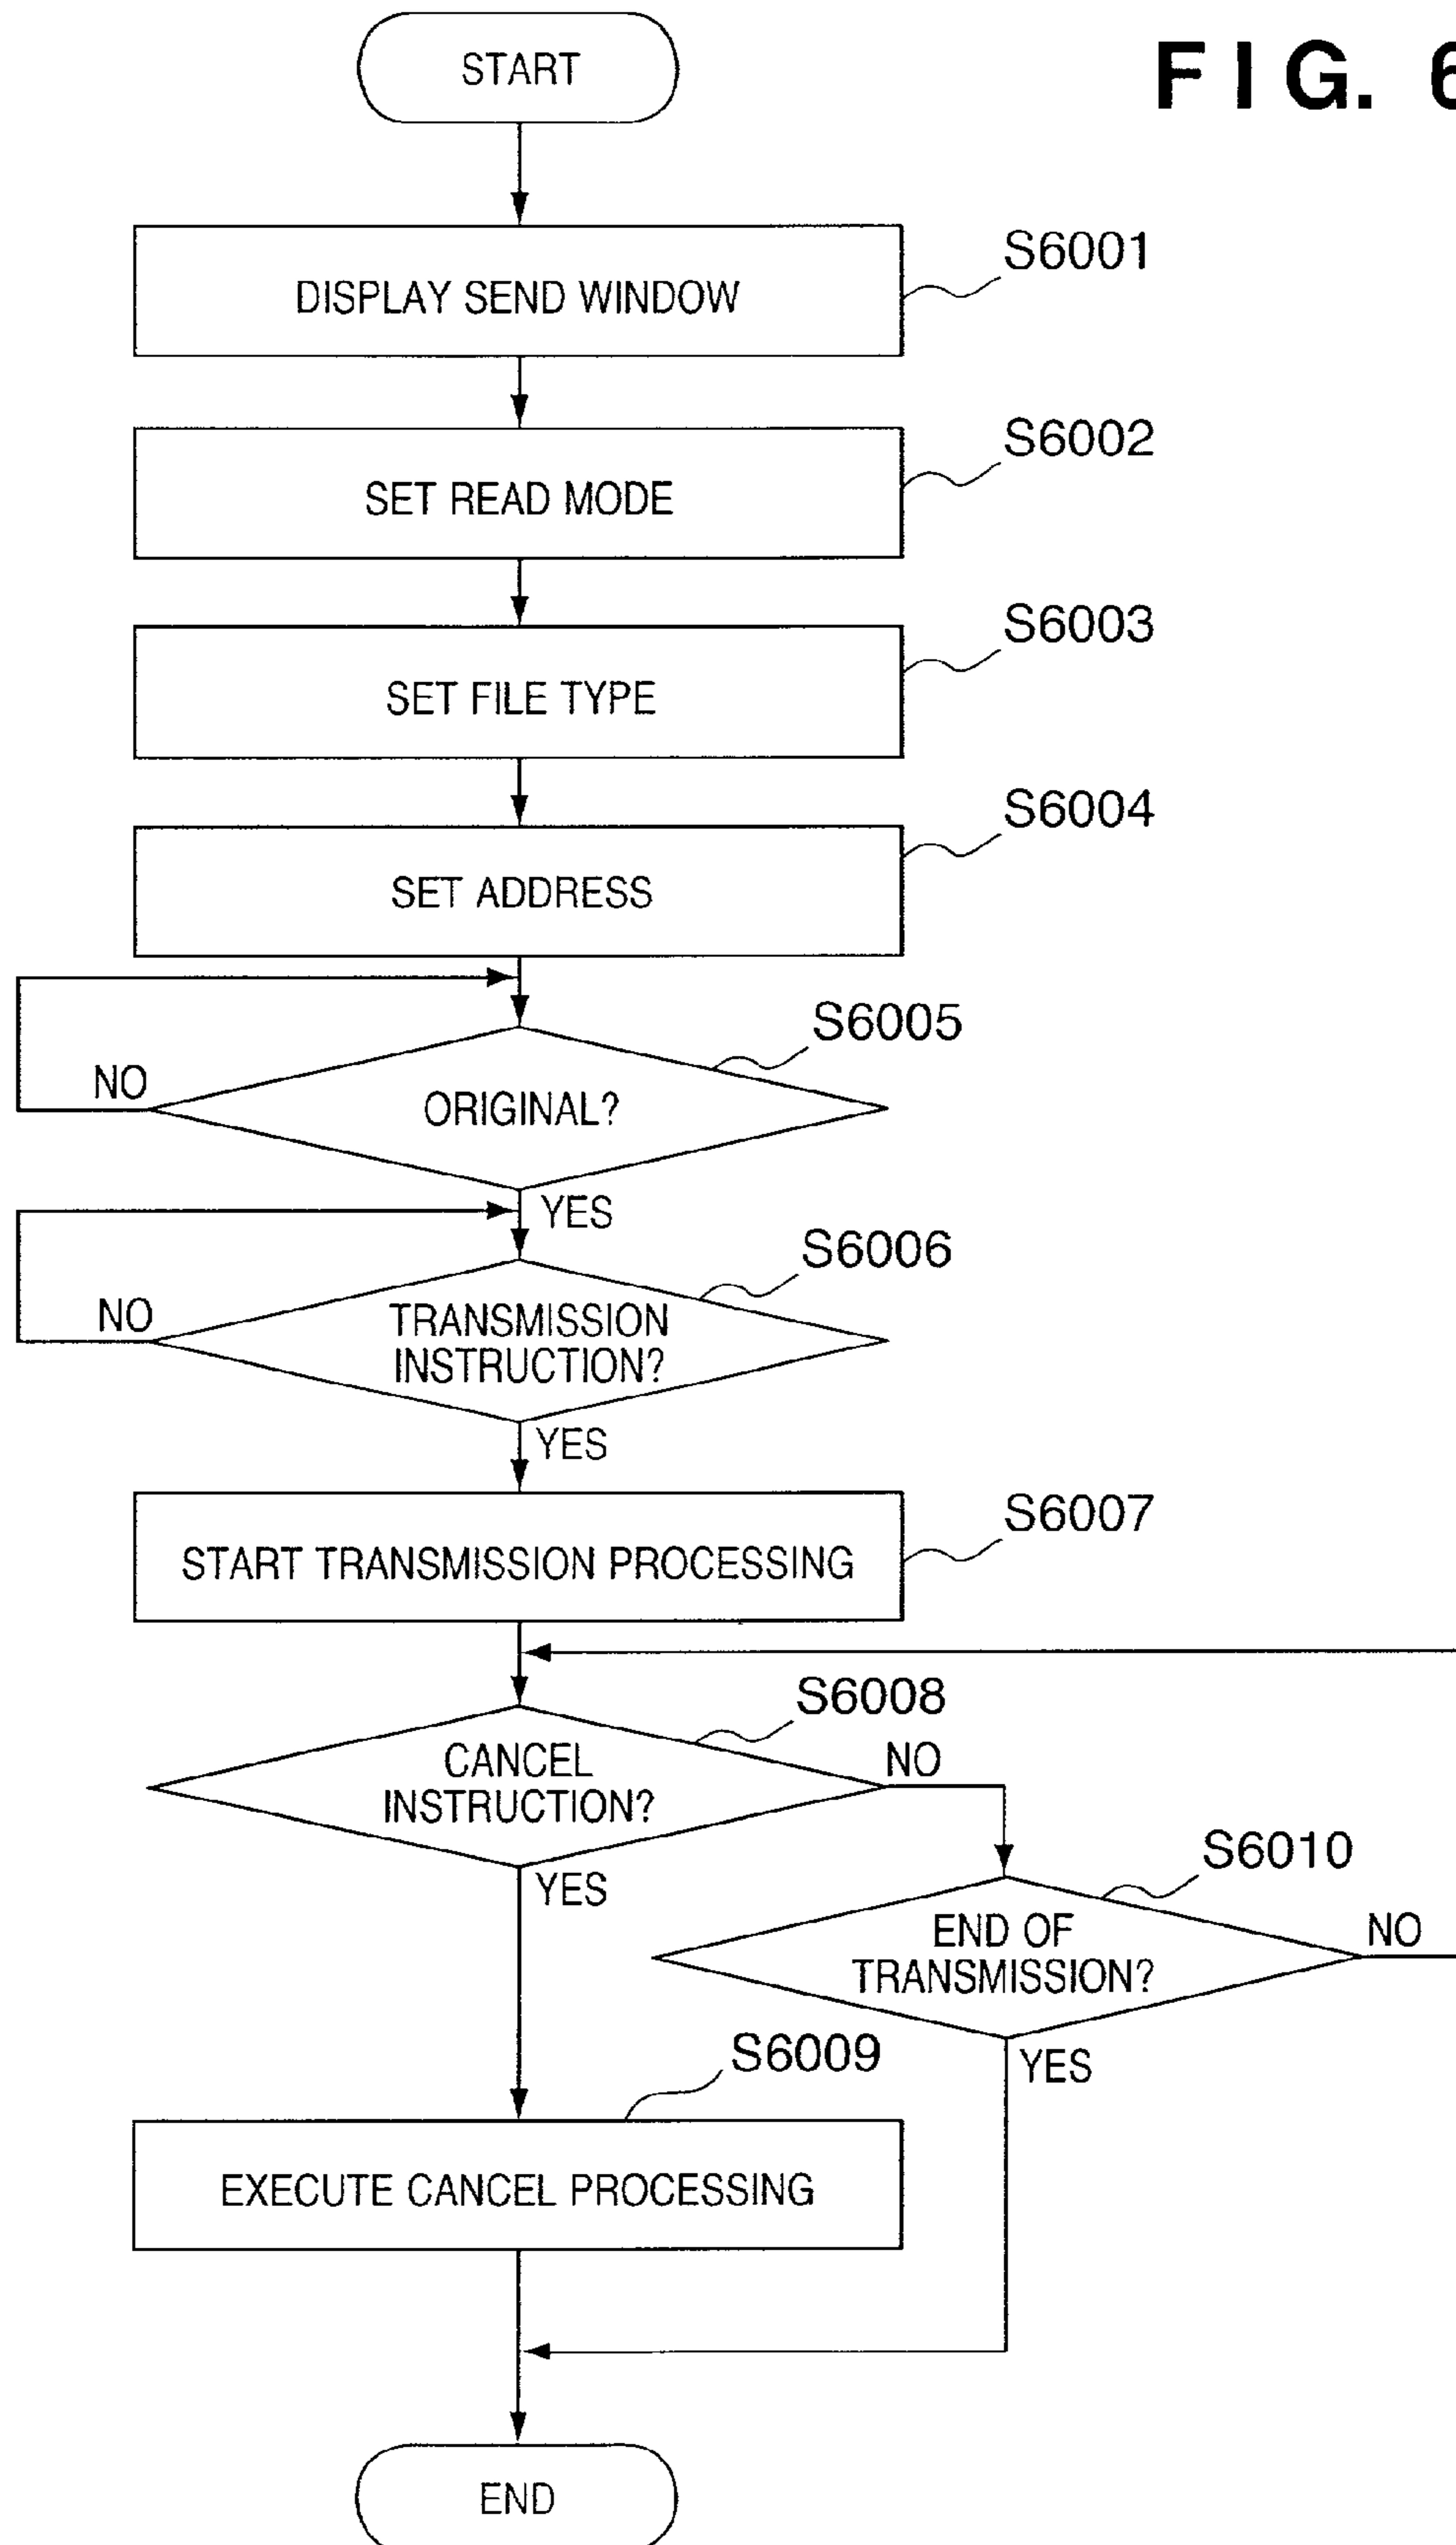 START
FIG. 6
S6001
DISPLAY SEND WINDOW
S6002
SET READ MODE
S6003
SET FILE TYPE
S6004
SET ADDRESS
S6005
NO
ORIGINAL?
YES
S6006
NO
TRANSMISSION
INSTRUCTION?
YES
S6007
START TRANSMISSION PROCESSING
S6008
CANCEL
INSTRUCTION?
NO
YES
S6010
END OF
TRANSMISSION?
NO
YES
S6009
EXECUTE CANCEL PROCESSING
END